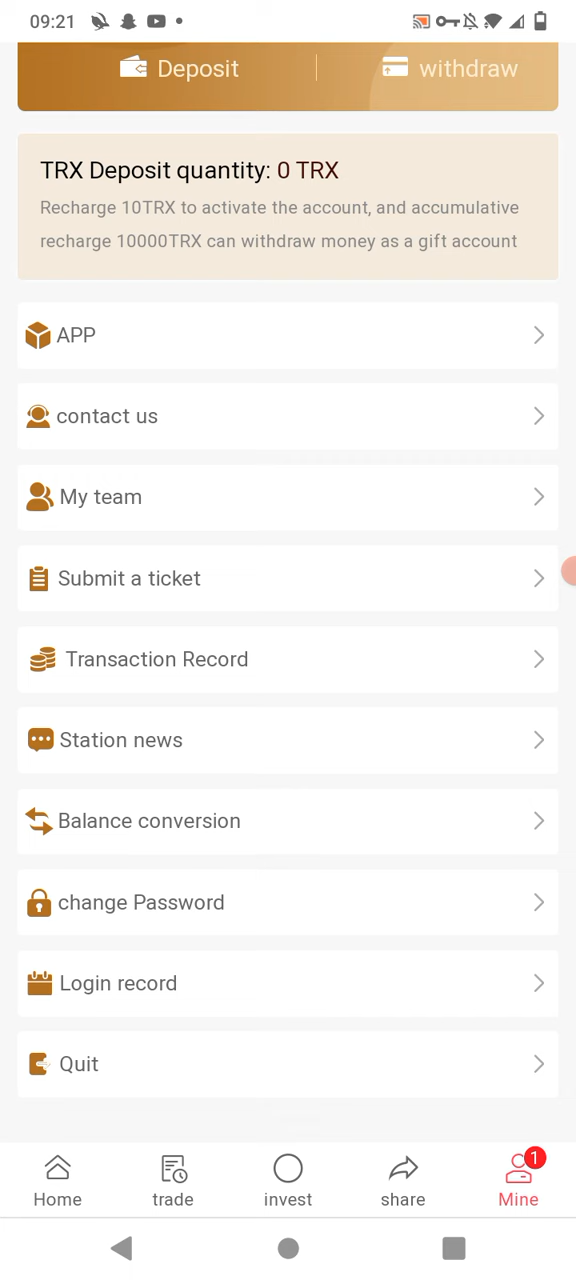 09:21
Deposit
withdraw
TRX Deposit quantity: 0 TRX
Recharge 10TRX to activate the account, and accumulative
recharge 10000TRX can withdraw money as a gift account
APP
contact us
My team
Submit a ticket
Transaction Record
Station news
Balance conversion
change Password
Login record
Quit
1
Home trade invest share Mine